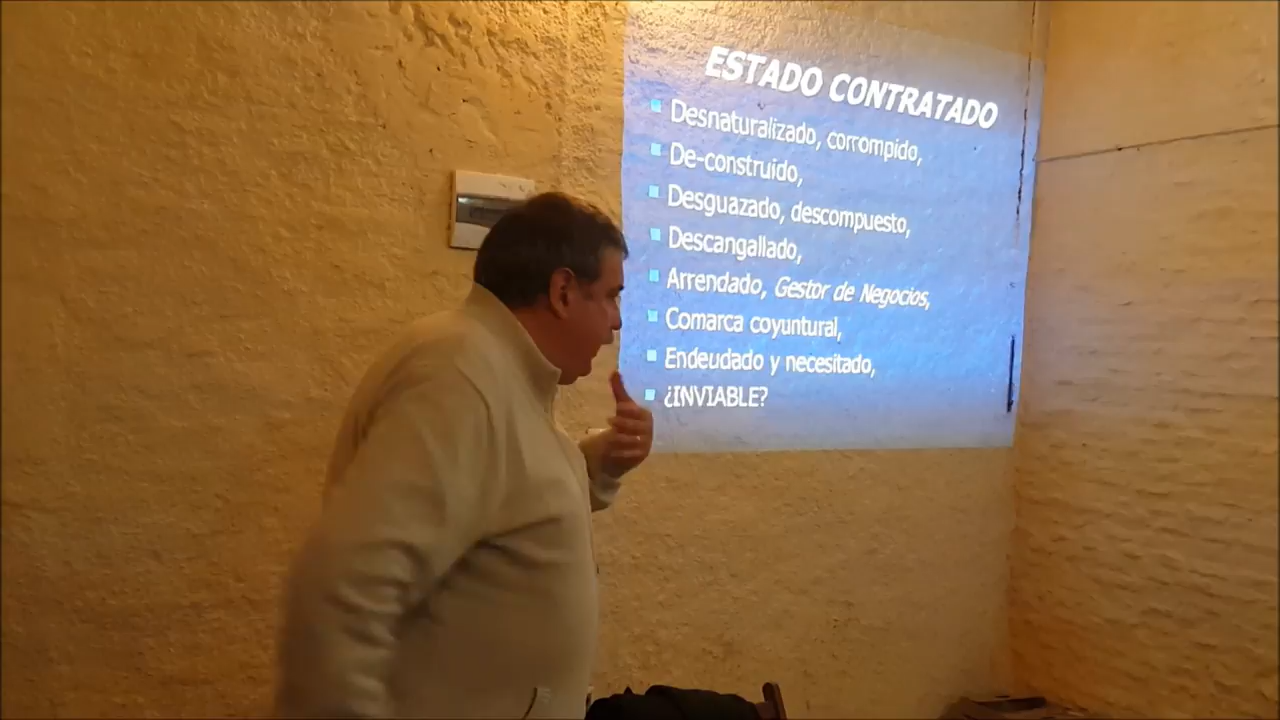 ESTADO CONTRATADO
Desnaturalizado, corrompido,
De-construido,
Desguazado, descompuesto,
Descangallado,
Arrendado, Gestor de Negocios,
Comarca coyuntural,
Endeudado y necesitado,
¿INVIABLE?